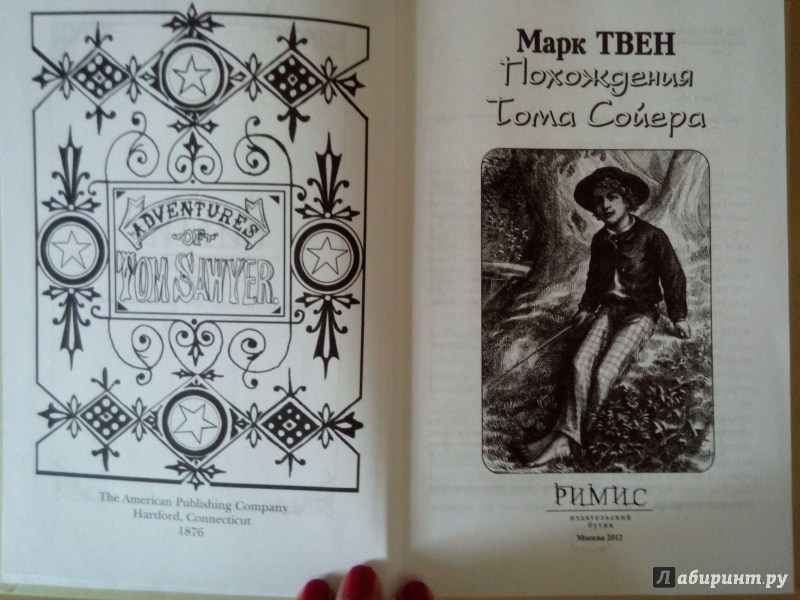 ADVENTURES
OF
TOM SAWYER.
The American Publishing Company
Hartford, Connecticut
1876
Марк ТВЕН
Похождения
Тома Сойера
РИМИС
издательский
бутик
Москва 2012
Лабиринт.ру